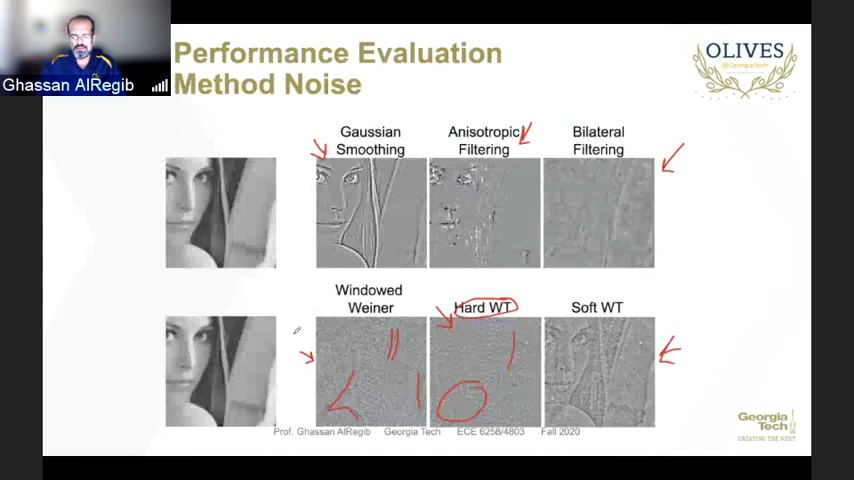 Ghassan AlRegib
Performance Evaluation
Method Noise
OLIVES
@GeorgiaTech
Gaussian
Smoothing
Anisotropic
Filtering
Bilateral
Filtering
Windowed
Weiner
Hard WT
Soft WT
Prof. Ghassan AlRegib Georgia Tech ECE 6258/4803 Fall 2020
Georgia
Tech
CREATING THE NEXT